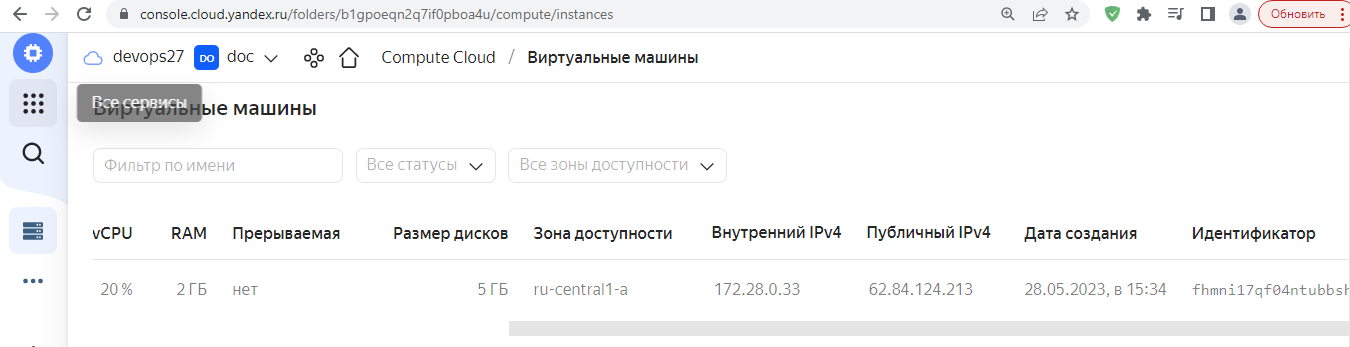 console.cloud.yandex.ru/folders/b1gpoeqn2q7if0pboa4u/compute/instances
Обновить
devops27 DO doc Compute Cloud / Виртуальные машины
Все сервисы
Виртуальные машины
Фильтр по имени Все статусы Все зоны доступности
vCPU RAM Прерываемая Размер дисков Зона доступности Внутренний IPv4 Публичный IPv4 Дата создания Идентификатор
20 % 2 ГБ нет 5 ГБ ru-central1-a 172.28.0.33 62.84.124.213 28.05.2023, в 15:34 fhmni17qf04ntubbsh